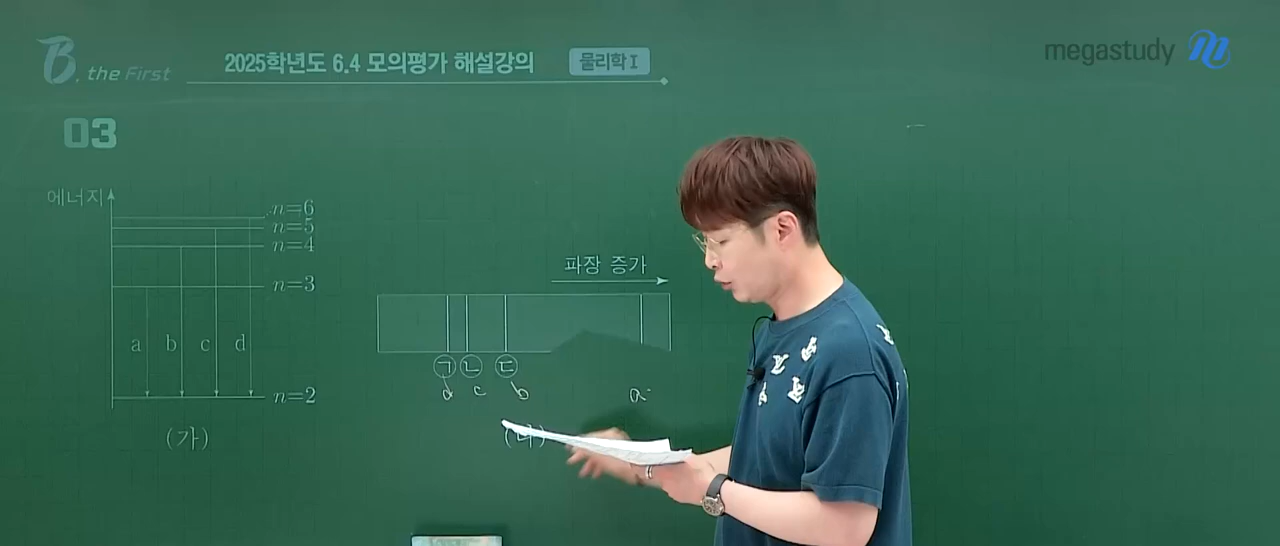 B. the First
2025학년도 6.4 모의평가 해설강의
물리학 I
megastudy
03
에너지
n=6
n=5
n=4
n=3
a b c d
n=2
(가)
파장 증가
ㄱ ㄴ ㄷ
d c b a
(나)